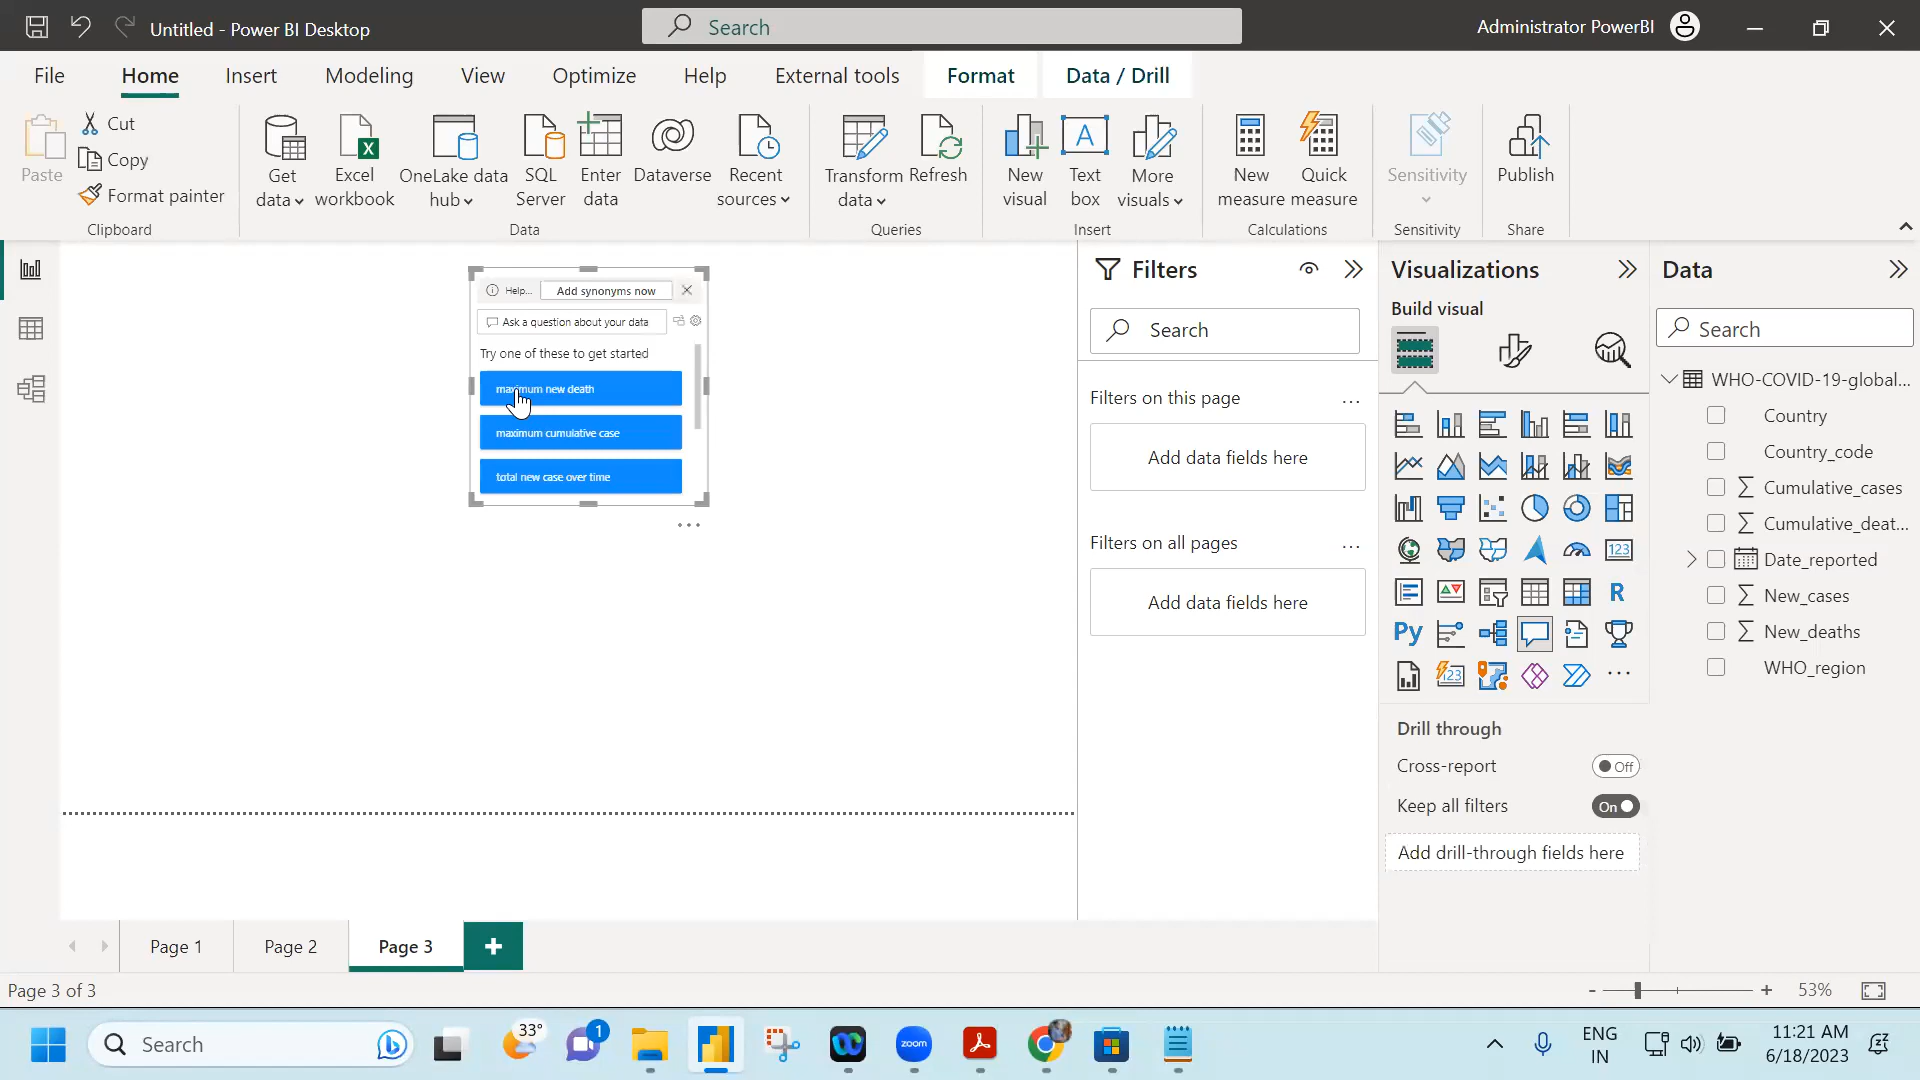 Untitled - Power BI Desktop
Search
Administrator PowerBI
File
Home
Insert
Modeling
View
Optimize
Help
External tools
Format
Data / Drill
Paste
Cut
Copy
Format painter
Clipboard
Get data
Excel workbook
OneLake data hub
SQL Server
Enter data
Dataverse
Recent sources
Data
Transform data
Refresh
Queries
New visual
Text box
More visuals
Insert
New measure
Quick measure
Calculations
Sensitivity
Sensitivity
Publish
Share
Help...
Add synonyms now
Ask a question about your data
Try one of these to get started
maximum new death
maximum cumulative case
total new case over time
Filters
Search
Filters on this page
Add data fields here
Filters on all pages
Add data fields here
Visualizations
Build visual
123
R
Py
123
Drill through
Cross-report
Off
Keep all filters
On
Add drill-through fields here
Data
Search
WHO-COVID-19-global...
Country
Country_code
Cumulative_cases
Cumulative_deat...
Date_reported
New_cases
New_deaths
WHO_region
Page 1
Page 2
Page 3
Page 3 of 3
53%
Search
33°
1
zoom
ENG
IN
11:21 AM
6/18/2023